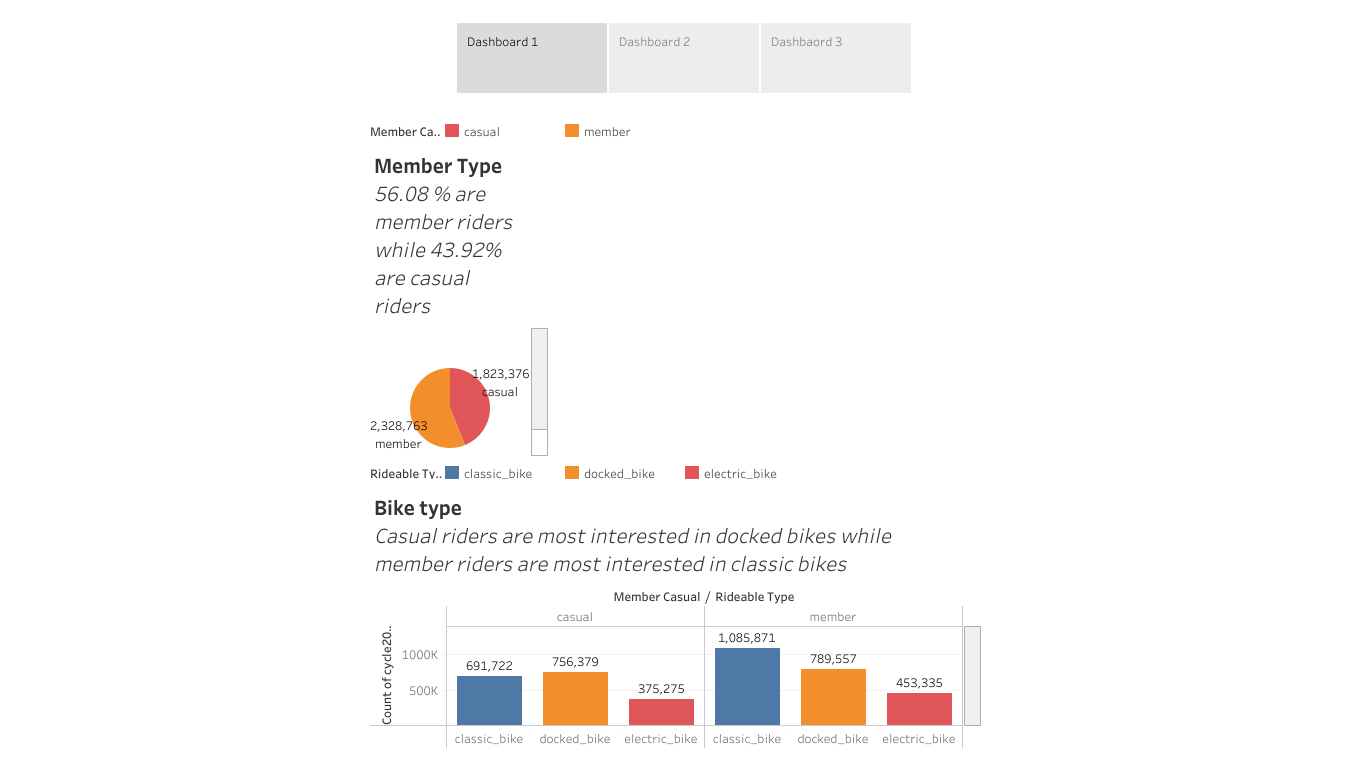 Dashboard 1
Dashboard 2
Dashbaord 3
Member Ca.. casual member
Member Type
56.08 % are
member riders
while 43.92%
are casual
riders
1,823,376
casual
2,328,763
member
Rideable Ty.. classic_bike docked_bike electric_bike
Bike type
Casual riders are most interested in docked bikes while
member riders are most interested in classic bikes
Member Casual / Rideable Type
casual member
Count of cycle20..
1000K
500K
691,722 756,379 375,275 1,085,871 789,557 453,335
classic_bike docked_bike electric_bike classic_bike docked_bike electric_bike